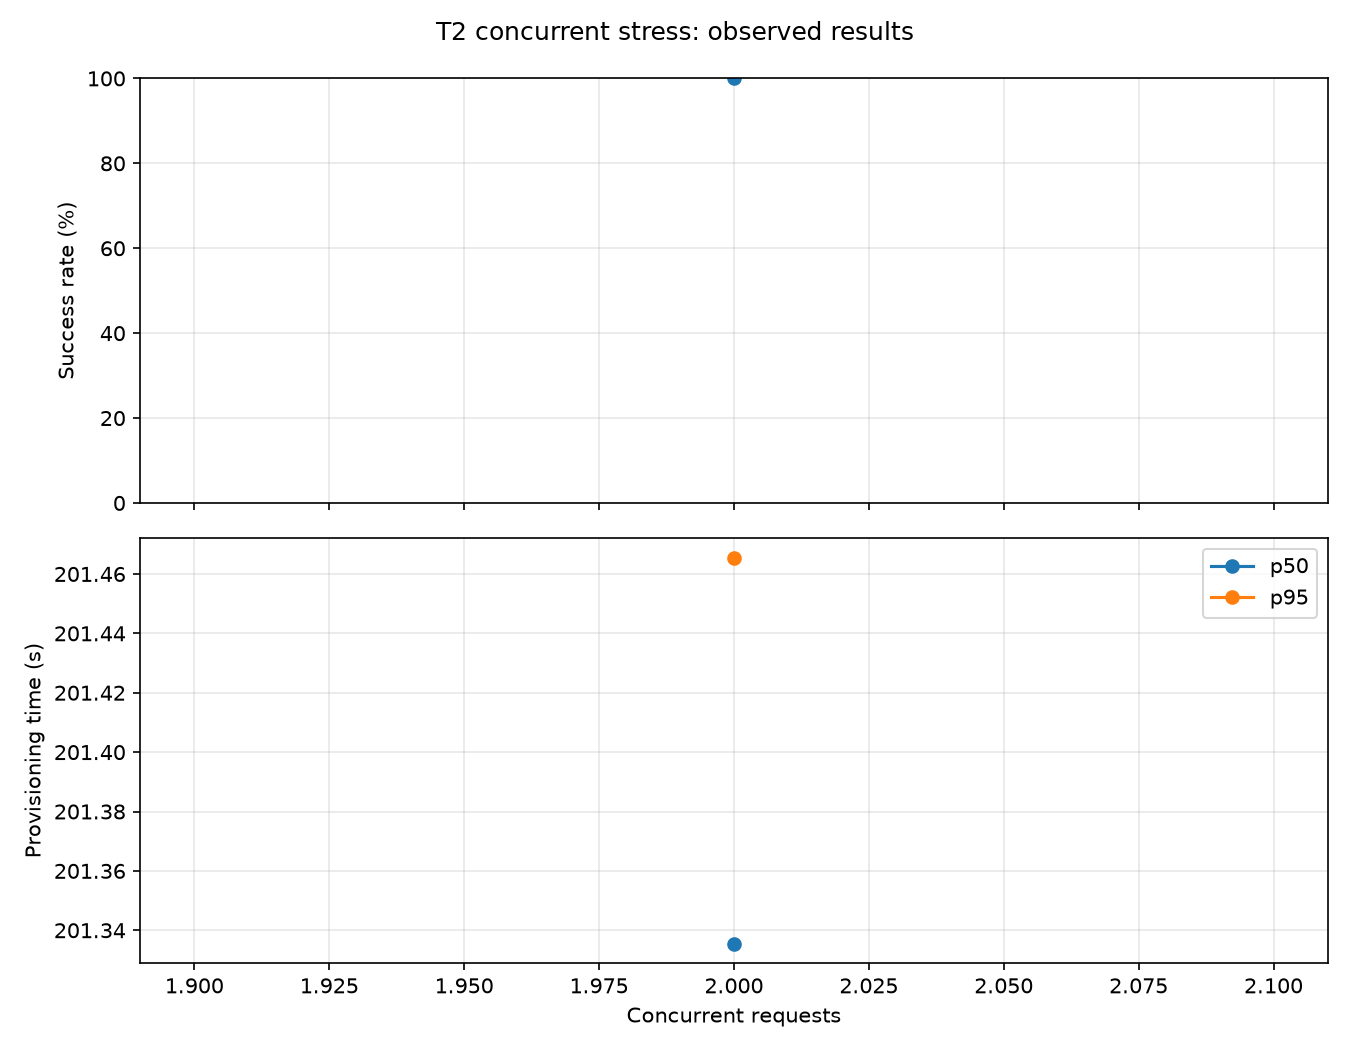 T2 concurrent stress: observed results
100
80
60
40
20
0
Success rate (%)
201.46
201.44
201.42
201.40
201.38
201.36
201.34
Provisioning time (s)
p50
p95
1.900 1.925 1.950 1.975 2.000 2.025 2.050 2.075 2.100
Concurrent requests